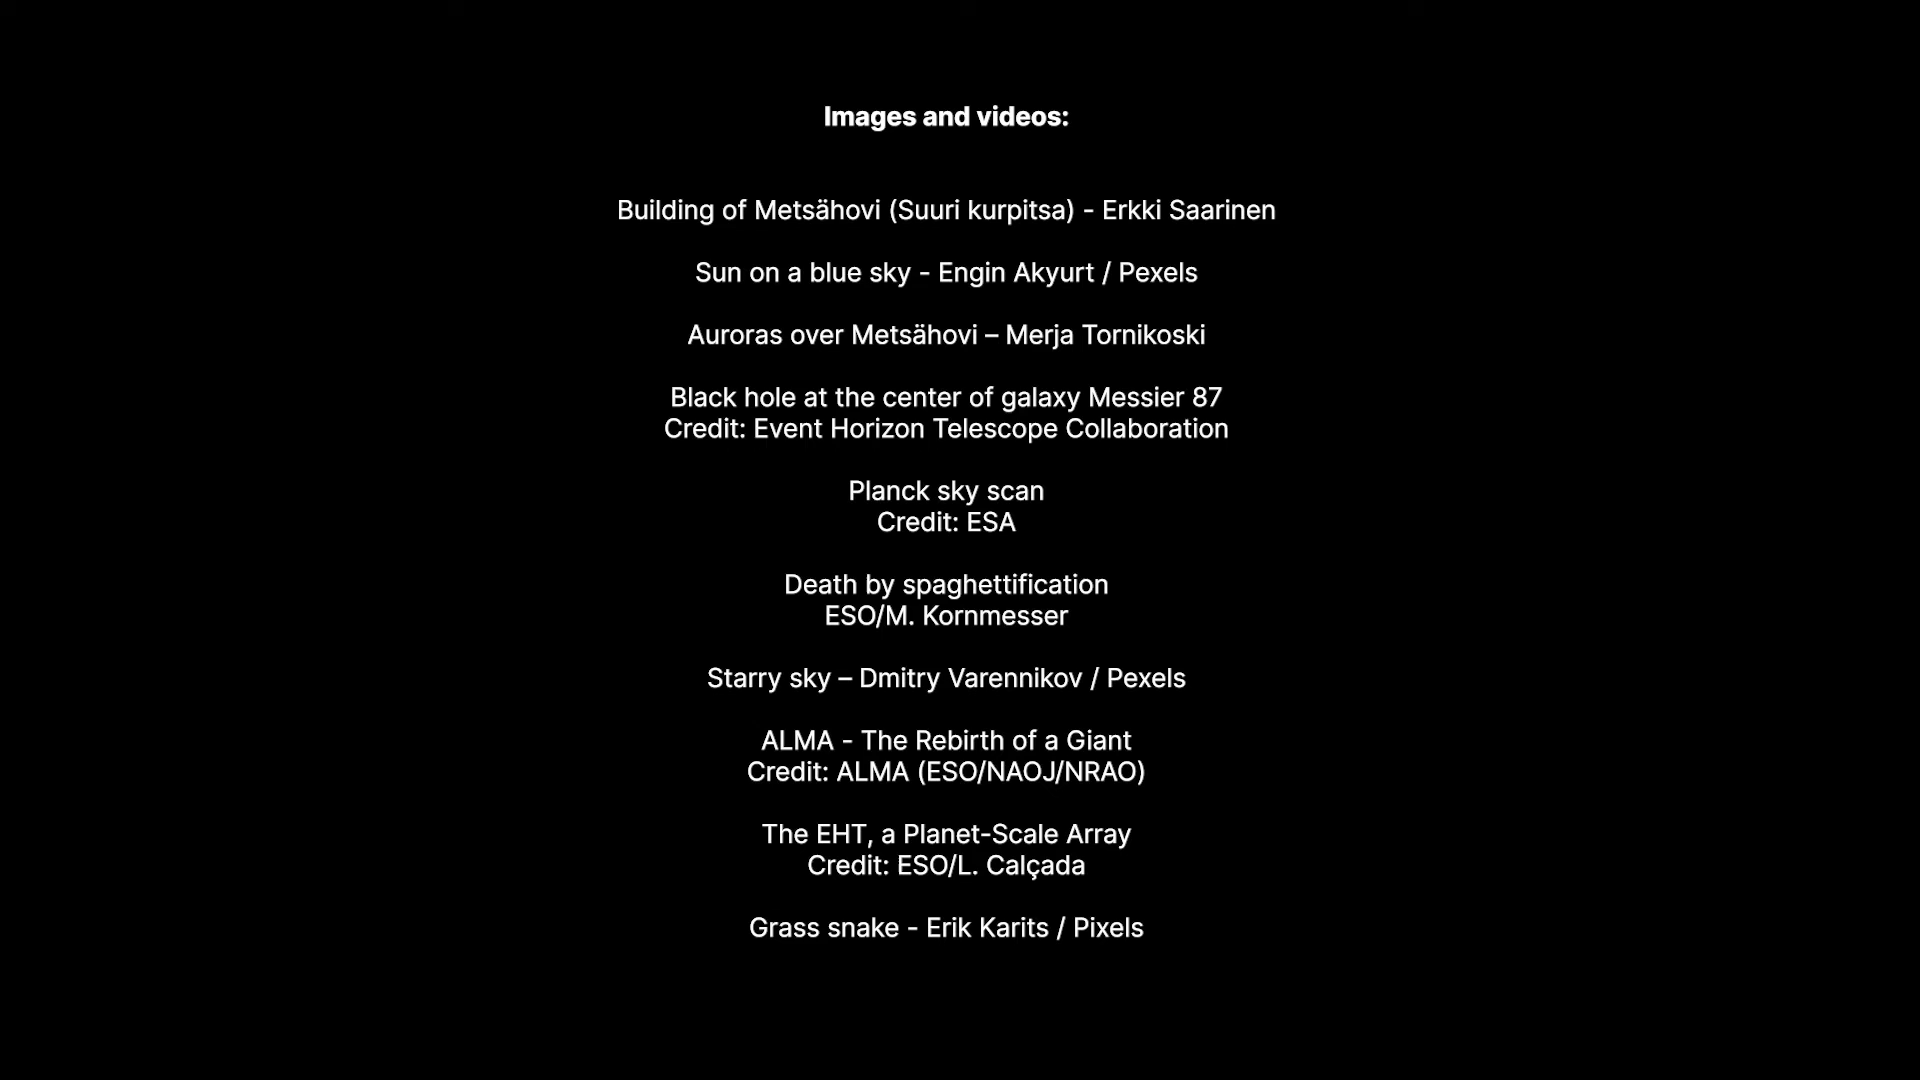 Images and videos:
Building of Metsähovi (Suuri kurpitsa) - Erkki Saarinen
Sun on a blue sky - Engin Akyurt / Pexels
Auroras over Metsähovi – Merja Tornikoski
Black hole at the center of galaxy Messier 87
Credit: Event Horizon Telescope Collaboration
Planck sky scan
Credit: ESA
Death by spaghettification
ESO/M. Kornmesser
Starry sky – Dmitry Varennikov / Pexels
ALMA - The Rebirth of a Giant
Credit: ALMA (ESO/NAOJ/NRAO)
The EHT, a Planet-Scale Array
Credit: ESO/L. Calçada
Grass snake - Erik Karits / Pixels